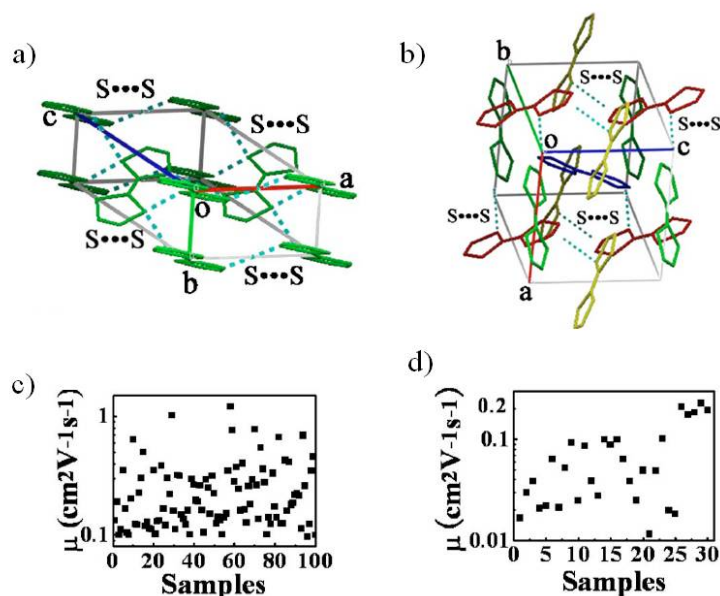 a)
S•••S
S•••S
c
a
o
S•••S
b
S•••S
b)
b
S•••S
S•••S
o
c
S•••S
S•••S
a
c)
μ (cm2V-1s-1)
1
0.1
0 20 40 60 80 100
Samples
d)
μ (cm2V-1s-1)
0.2
0.1
0.01
0 5 10 15 20 25 30
Samples